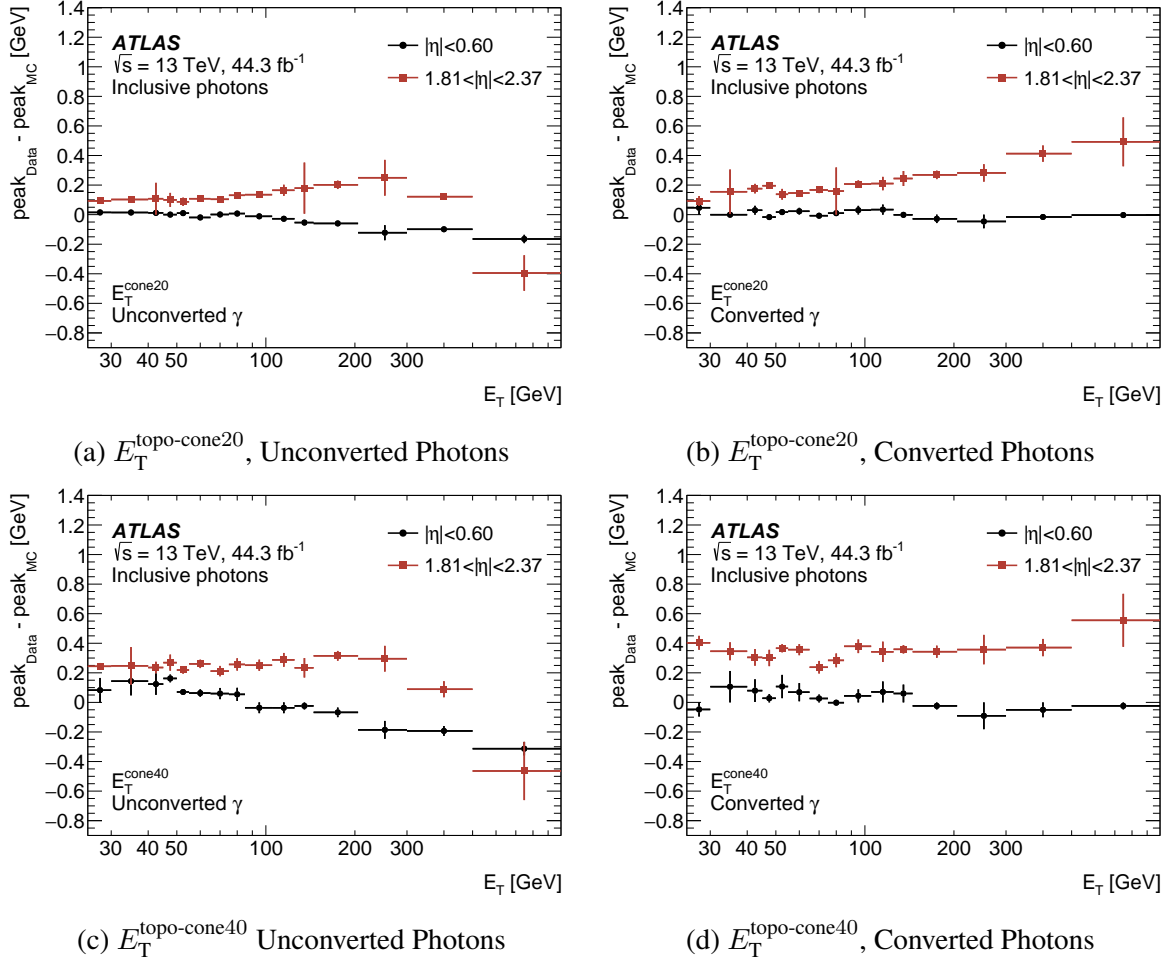 peak_Data - peak_MC [GeV]
1.4
1.2
1
0.8
0.6
0.4
0.2
0
−0.2
−0.4
−0.6
−0.8
ATLAS
√s = 13 TeV, 44.3 fb⁻¹
Inclusive photons
|η|<0.60
1.81<|η|<2.37
E_T^cone20
Unconverted γ
30 40 50 100 200 300
E_T [GeV]
(a) E_T^topo-cone20, Unconverted Photons
peak_Data - peak_MC [GeV]
1.4
1.2
1
0.8
0.6
0.4
0.2
0
−0.2
−0.4
−0.6
−0.8
ATLAS
√s = 13 TeV, 44.3 fb⁻¹
Inclusive photons
|η|<0.60
1.81<|η|<2.37
E_T^cone20
Converted γ
30 40 50 100 200 300
E_T [GeV]
(b) E_T^topo-cone20, Converted Photons
peak_Data - peak_MC [GeV]
1.4
1.2
1
0.8
0.6
0.4
0.2
0
−0.2
−0.4
−0.6
−0.8
ATLAS
√s = 13 TeV, 44.3 fb⁻¹
Inclusive photons
|η|<0.60
1.81<|η|<2.37
E_T^cone40
Unconverted γ
30 40 50 100 200 300
E_T [GeV]
(c) E_T^topo-cone40 Unconverted Photons
peak_Data - peak_MC [GeV]
1.4
1.2
1
0.8
0.6
0.4
0.2
0
−0.2
−0.4
−0.6
−0.8
ATLAS
√s = 13 TeV, 44.3 fb⁻¹
Inclusive photons
|η|<0.60
1.81<|η|<2.37
E_T^cone40
Converted γ
30 40 50 100 200 300
E_T [GeV]
(d) E_T^topo-cone40, Converted Photons